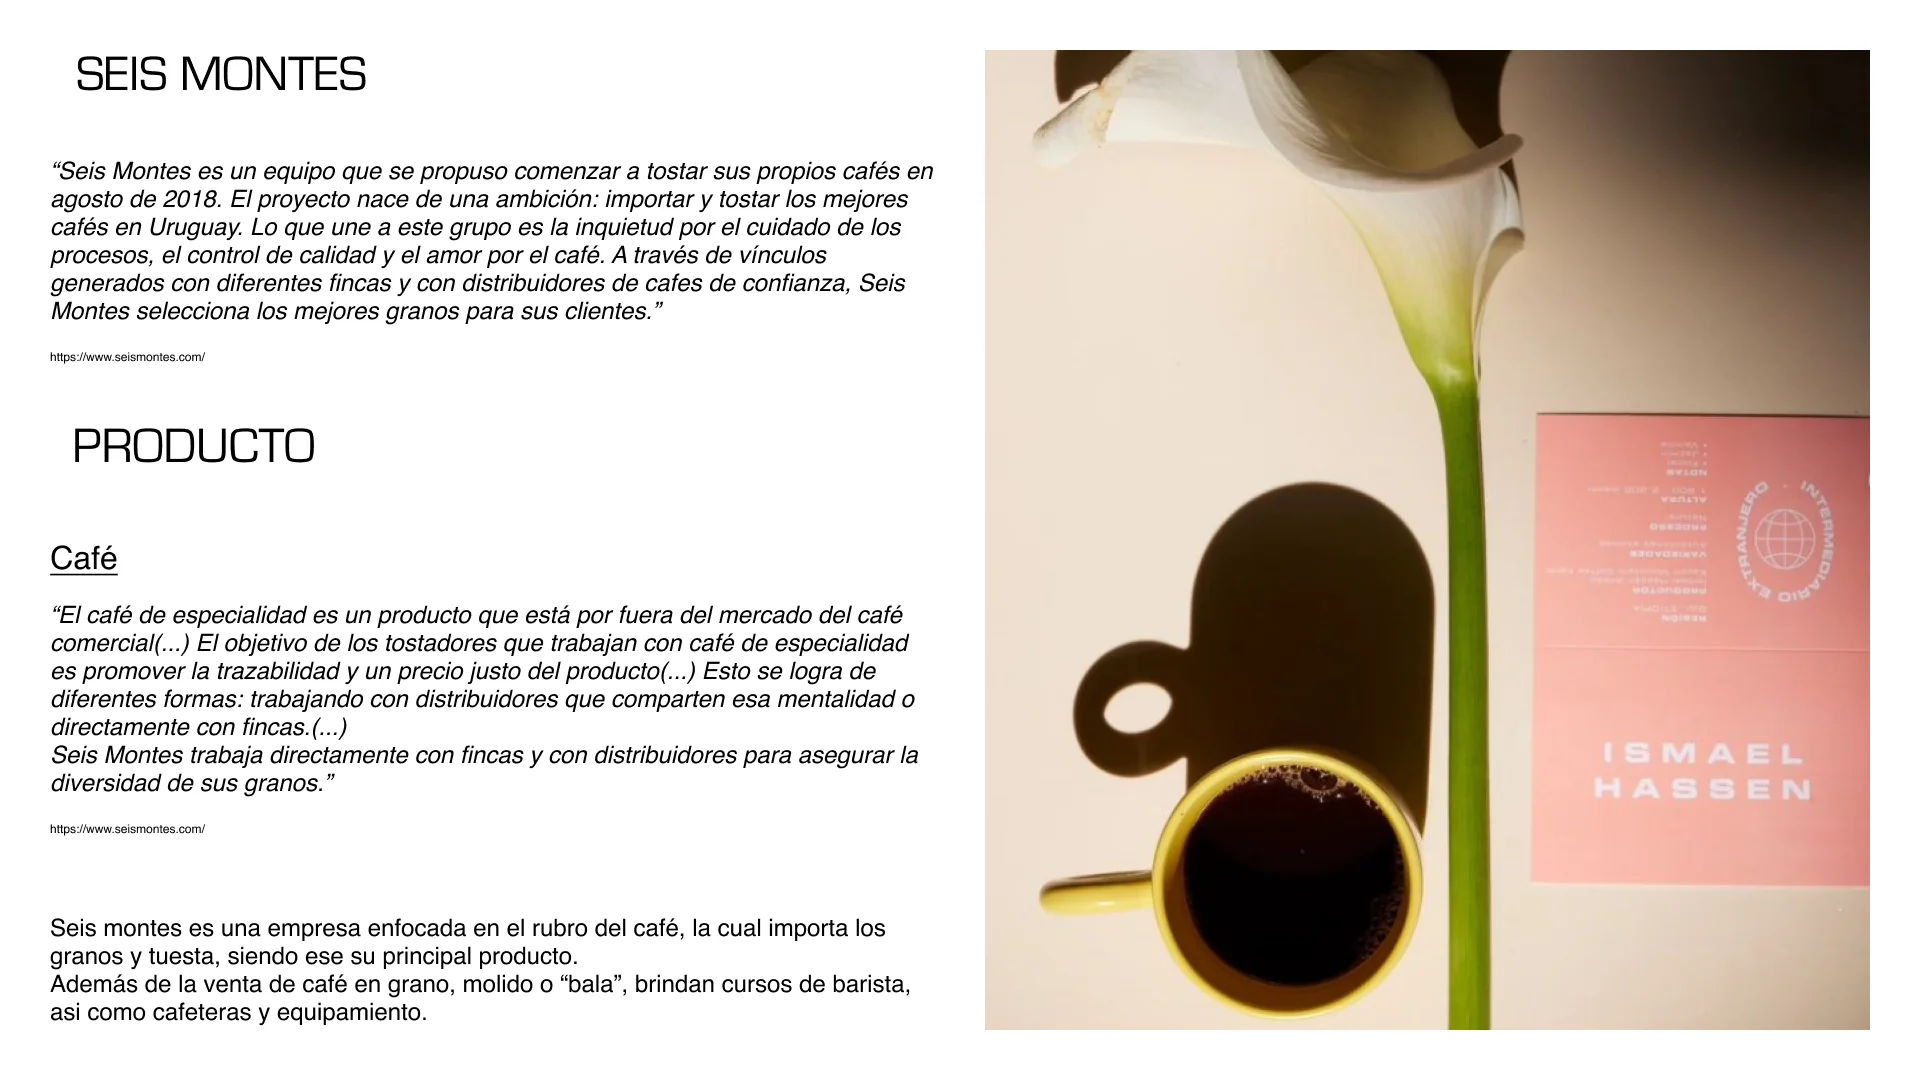 SEIS MONTES
“Seis Montes es un equipo que se propuso comenzar a tostar sus propios cafés en
agosto de 2018. El proyecto nace de una ambición: importar y tostar los mejores
cafés en Uruguay. Lo que une a este grupo es la inquietud por el cuidado de los
procesos, el control de calidad y el amor por el café. A través de vínculos
generados con diferentes fincas y con distribuidores de cafes de confianza, Seis
Montes selecciona los mejores granos para sus clientes.”
https://www.seismontes.com/
PRODUCTO
Café
“El café de especialidad es un producto que está por fuera del mercado del café
comercial(...) El objetivo de los tostadores que trabajan con café de especialidad
es promover la trazabilidad y un precio justo del producto(...) Esto se logra de
diferentes formas: trabajando con distribuidores que comparten esa mentalidad o
directamente con fincas.(...)
Seis Montes trabaja directamente con fincas y con distribuidores para asegurar la
diversidad de sus granos.”
https://www.seismontes.com/
Seis montes es una empresa enfocada en el rubro del café, la cual importa los
granos y tuesta, siendo ese su principal producto.
Además de la venta de café en grano, molido o “bala”, brindan cursos de barista,
asi como cafeteras y equipamiento.
REGIÓN
PRODUCTOR
VARIEDADES
PROCESO
ALTURA
NOTAS
INTERMEDIARIO EXTRANJERO
ISMAEL
HASSEN